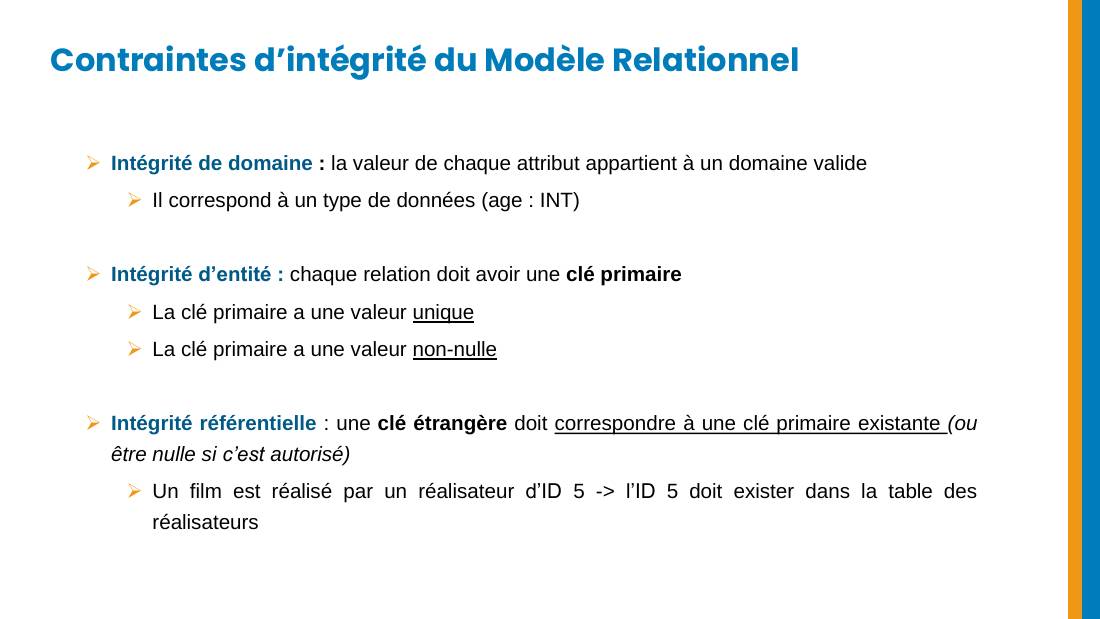 Contraintes d’intégrité du Modèle Relationnel
➢ Intégrité de domaine : la valeur de chaque attribut appartient à un domaine valide
➢ Il correspond à un type de données (age : INT)
➢ Intégrité d’entité : chaque relation doit avoir une clé primaire
➢ La clé primaire a une valeur unique
➢ La clé primaire a une valeur non-nulle
➢ Intégrité référentielle : une clé étrangère doit correspondre à une clé primaire existante (ou
être nulle si c’est autorisé)
➢ Un film est réalisé par un réalisateur d’ID 5 -> l’ID 5 doit exister dans la table des
réalisateurs